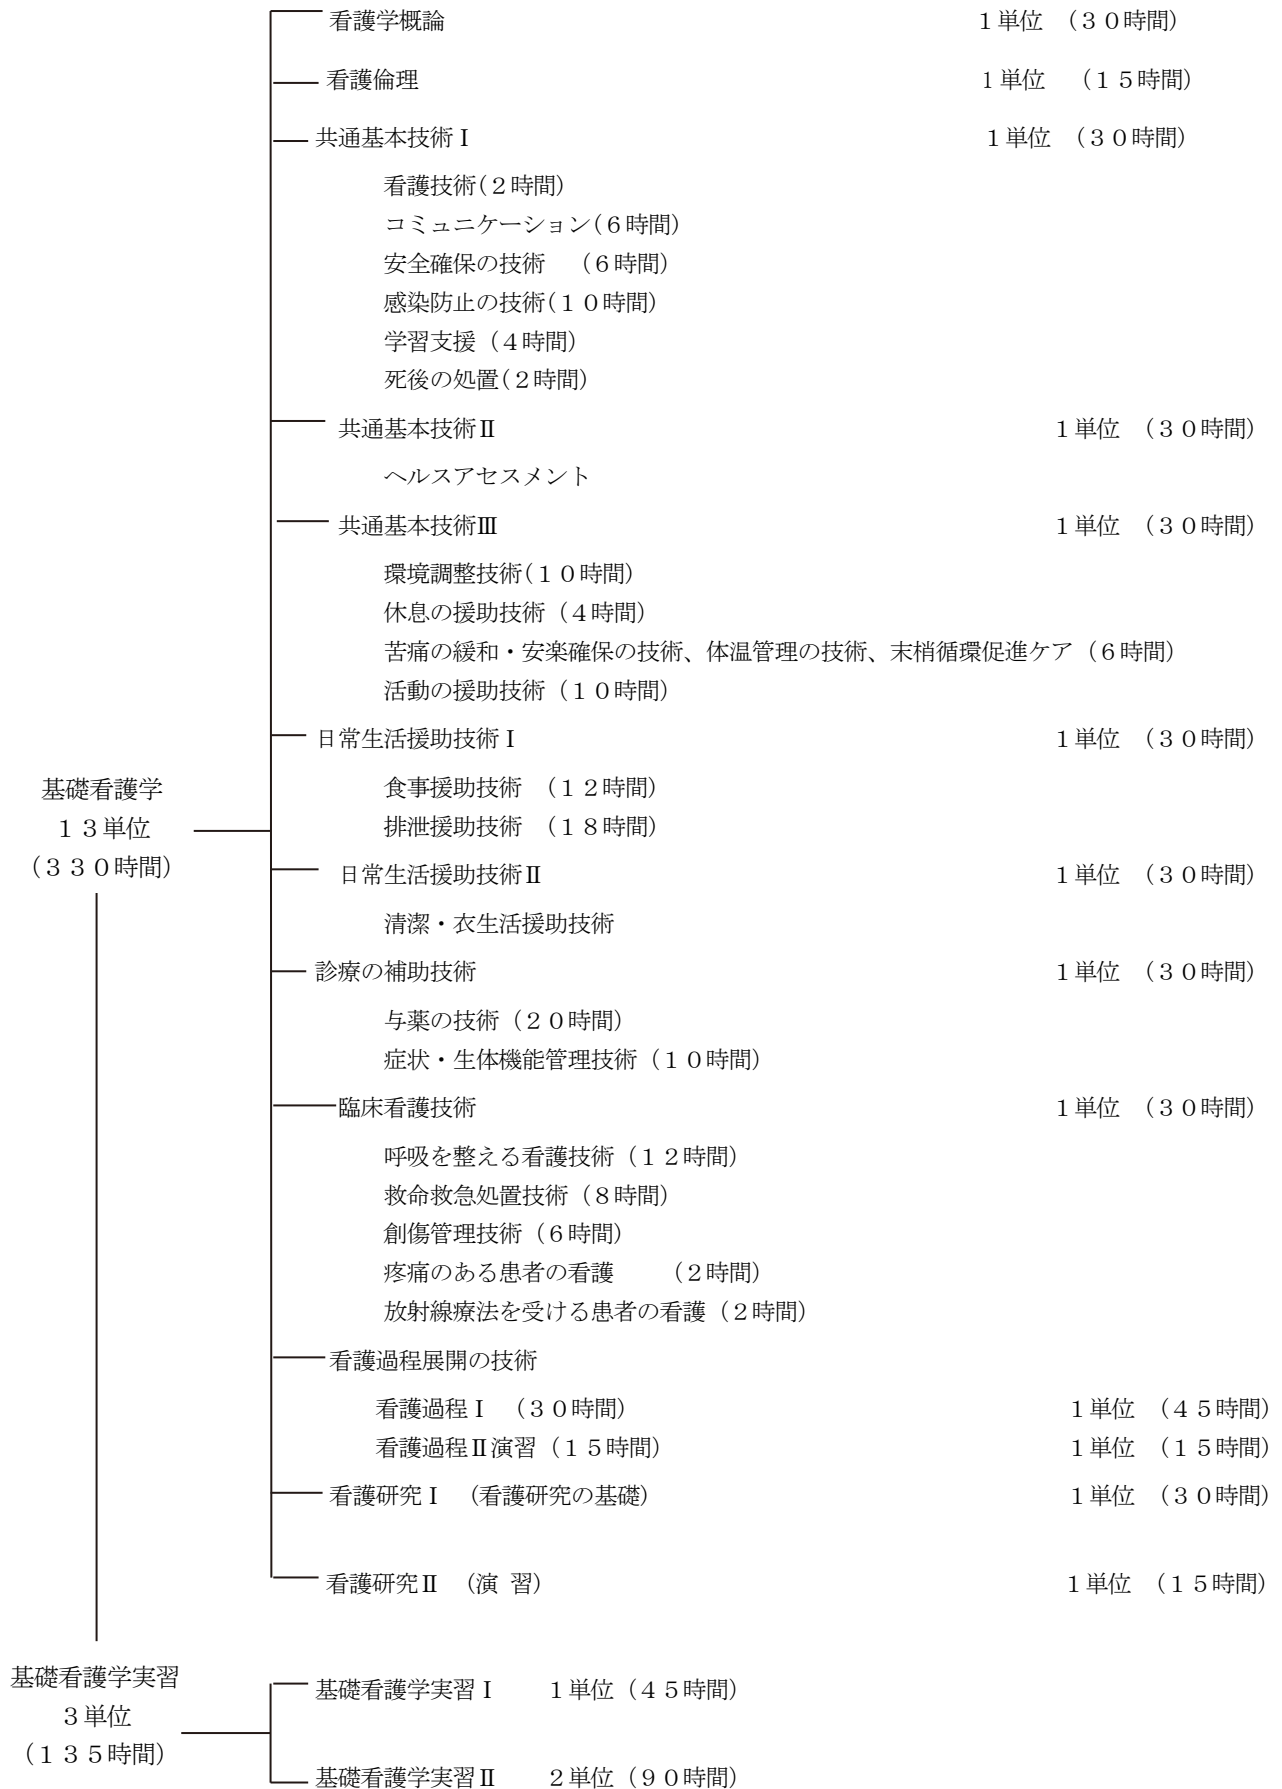 看護学概論 1単位 (30時間)
看護倫理 1単位 (15時間)
共通基本技術Ⅰ 1単位 (30時間)
看護技術(2時間)
コミュニケーション(6時間)
安全確保の技術 (6時間)
感染防止の技術(10時間)
学習支援(4時間)
死後の処置(2時間)
共通基本技術Ⅱ 1単位 (30時間)
ヘルスアセスメント
共通基本技術Ⅲ 1単位 (30時間)
環境調整技術(10時間)
休息の援助技術(4時間)
苦痛の緩和・安楽確保の技術、体温管理の技術、末梢循環促進ケア(6時間)
活動の援助技術(10時間)
日常生活援助技術Ⅰ 1単位 (30時間)
食事援助技術 (12時間)
排泄援助技術 (18時間)
基礎看護学
13単位
(330時間)
日常生活援助技術Ⅱ 1単位 (30時間)
清潔・衣生活援助技術
診療の補助技術 1単位 (30時間)
与薬の技術(20時間)
症状・生体機能管理技術(10時間)
臨床看護技術 1単位 (30時間)
呼吸を整える看護技術(12時間)
救命救急処置技術(8時間)
創傷管理技術(6時間)
疼痛のある患者の看護 (2時間)
放射線療法を受ける患者の看護(2時間)
看護過程展開の技術
看護過程Ⅰ (30時間) 1単位 (45時間)
看護過程Ⅱ演習(15時間) 1単位 (15時間)
看護研究Ⅰ (看護研究の基礎) 1単位 (30時間)
看護研究Ⅱ (演 習) 1単位 (15時間)
基礎看護学実習
3単位
(135時間)
基礎看護学実習Ⅰ 1単位(45時間)
基礎看護学実習Ⅱ 2単位(90時間)